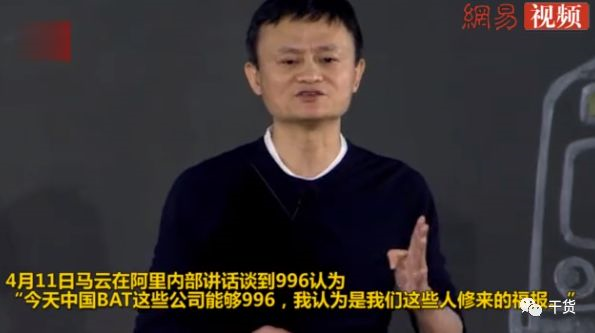 網易视频
4月11日马云在阿里内部讲话谈到996认为
“今天中国BAT这些公司能够996，我认为是我们这些人修来的福报。”
干货